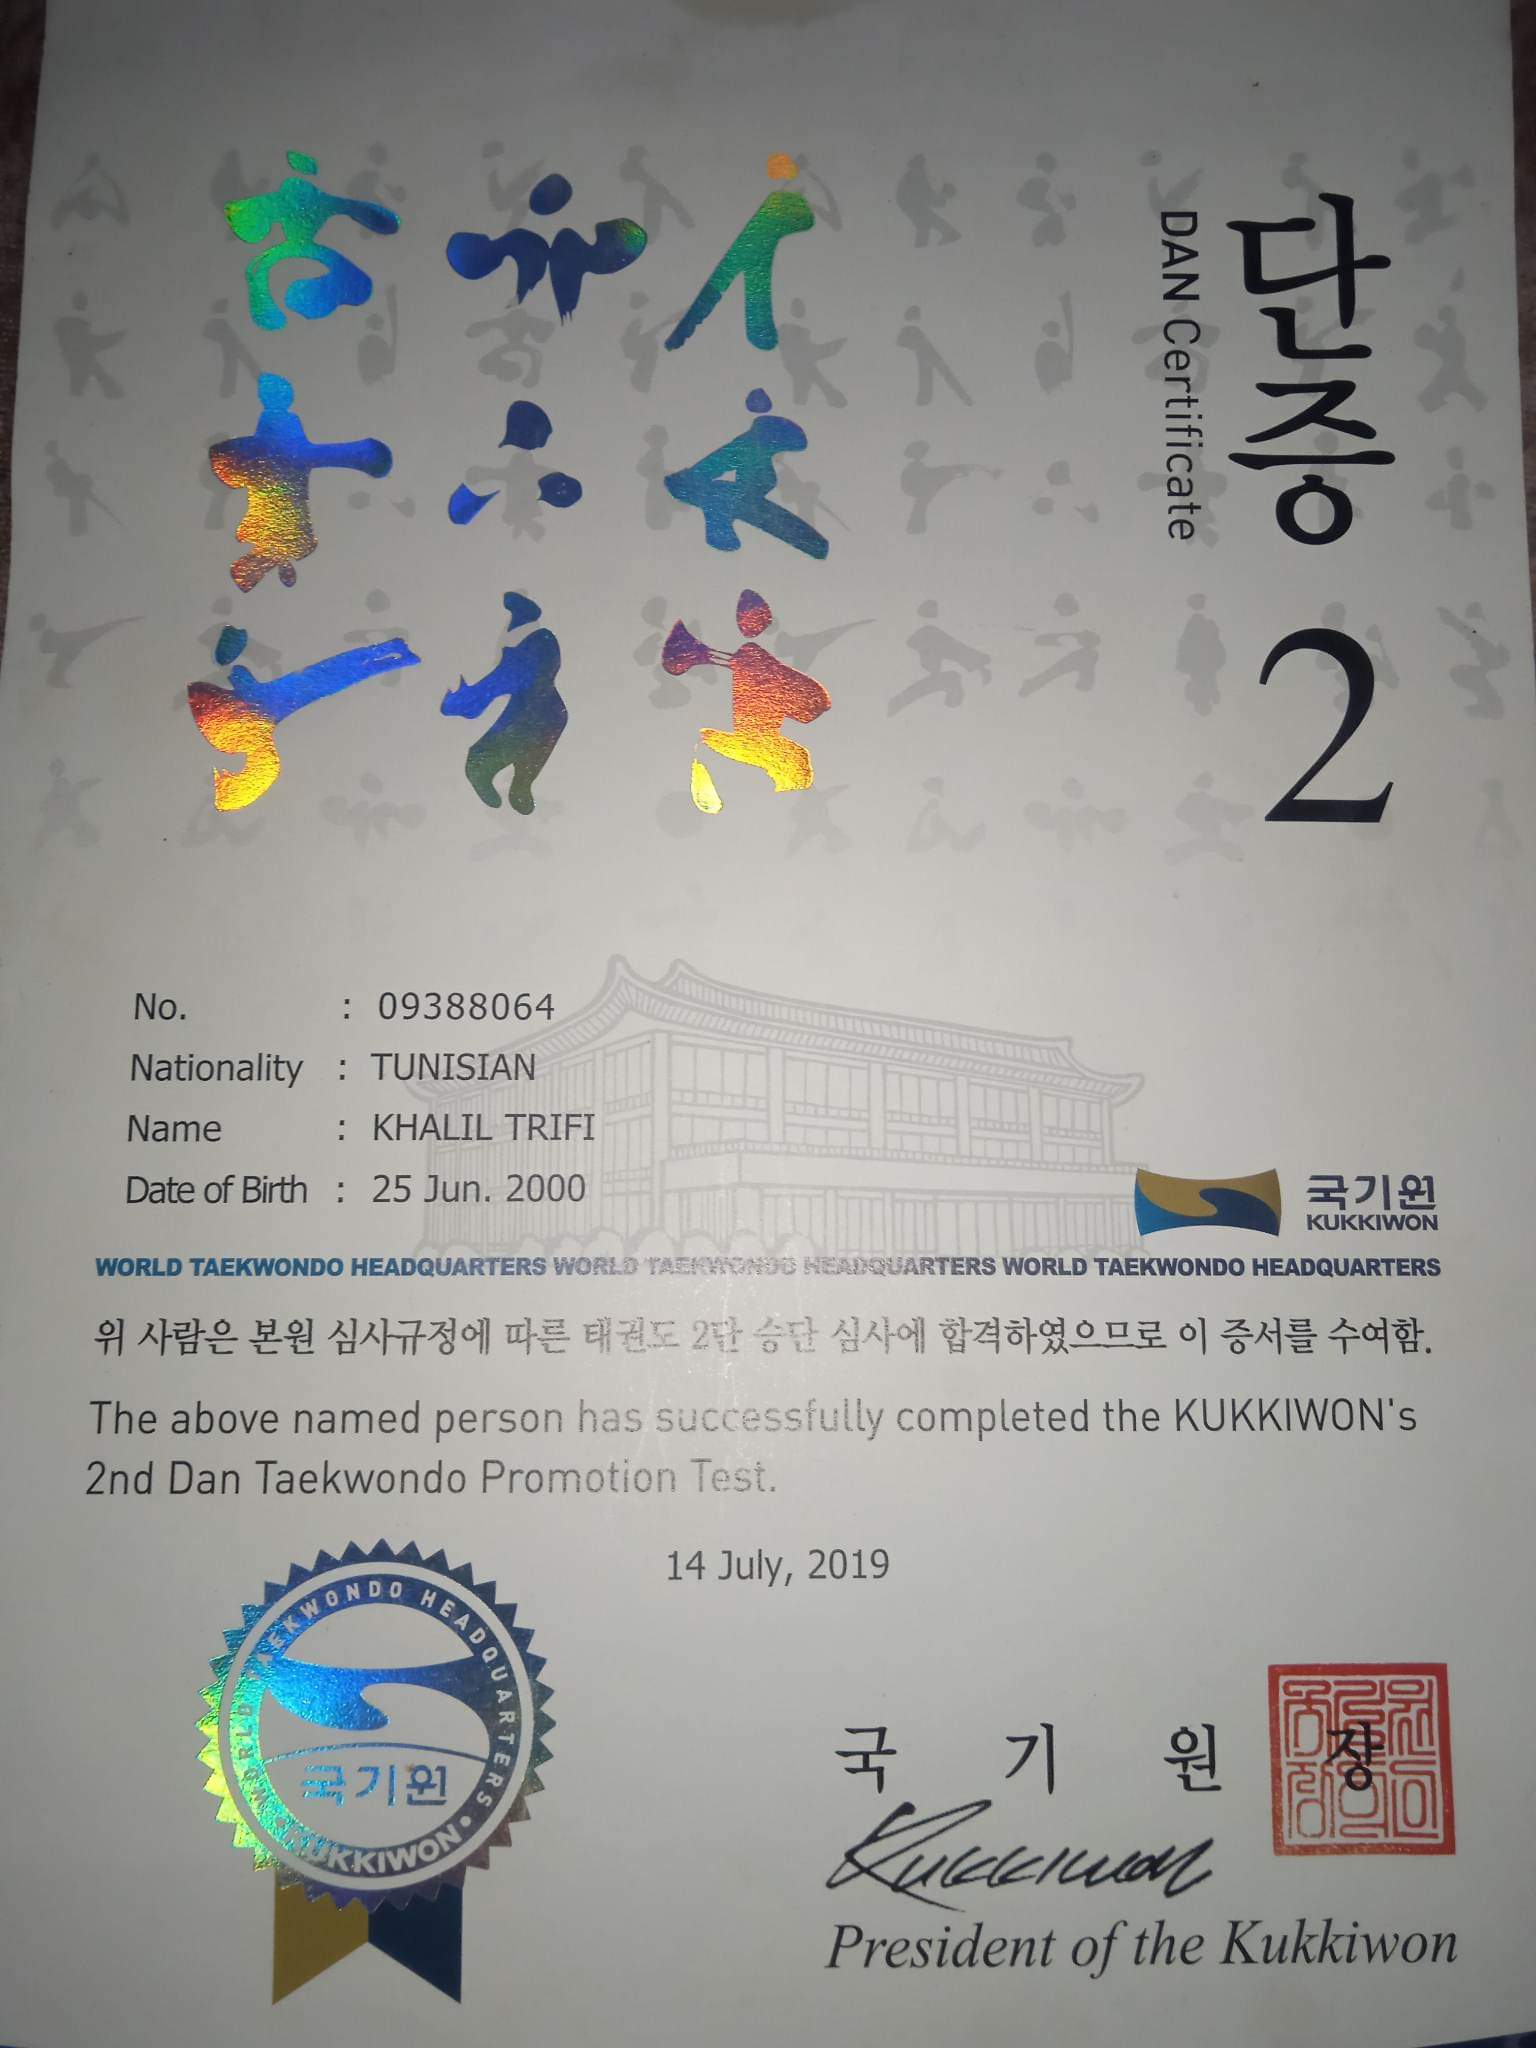 단증
DAN Certificate
2
No. : 09388064
Nationality : TUNISIAN
Name : KHALIL TRIFI
Date of Birth : 25 Jun. 2000
국기원
KUKKIWON
WORLD TAEKWONDO HEADQUARTERS WORLD TAEKWONDO HEADQUARTERS WORLD TAEKWONDO HEADQUARTERS
위 사람은 본원 심사규정에 따른 태권도 2단 승단 심사에 합격하였으므로 이 증서를 수여함.
The above named person has successfully completed the KUKKIWON's
2nd Dan Taekwondo Promotion Test.
14 July, 2019
WORLD TAEKWONDO HEADQUARTERS
국기원
KUKKIWON
국 기 원 장
Kukkiwon
President of the Kukkiwon